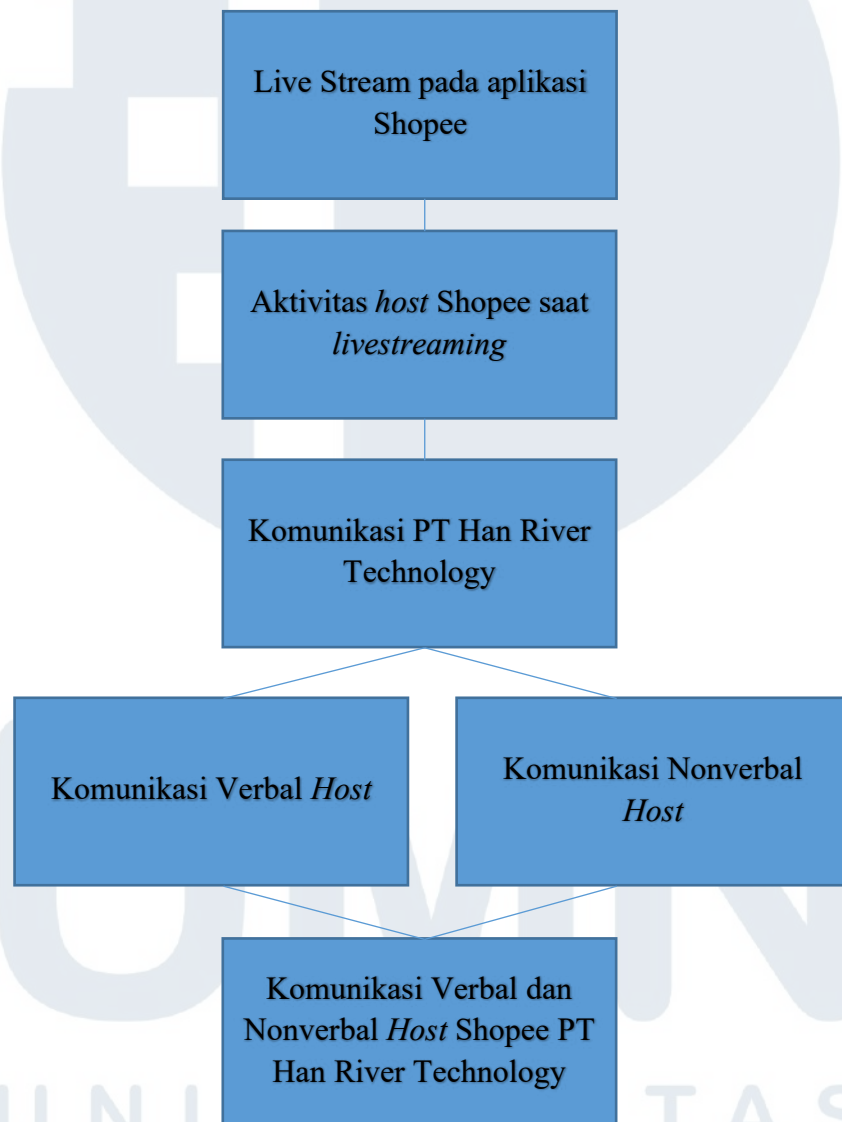 Live Stream pada aplikasi
Shopee
Aktivitas host Shopee saat
livestreaming
Komunikasi PT Han River
Technology
Komunikasi Verbal Host
Komunikasi Nonverbal
Host
Komunikasi Verbal dan
Nonverbal Host Shopee PT
Han River Technology